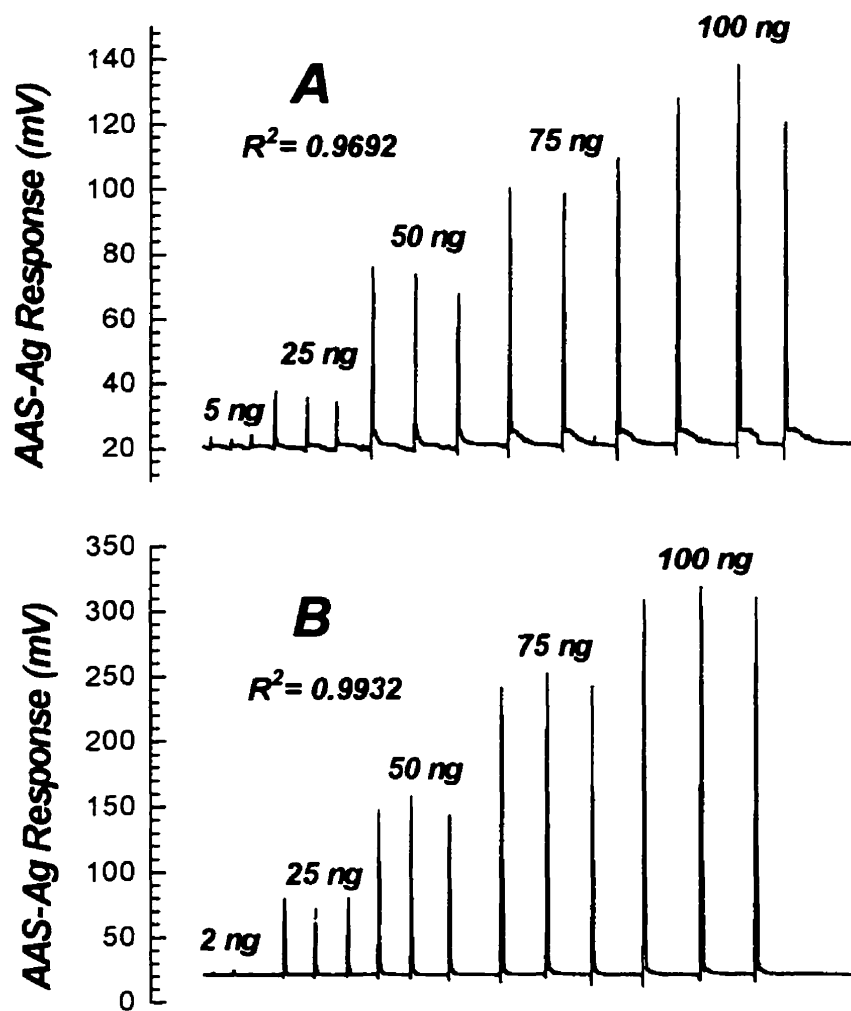 100 ng
140
A
120
R²= 0.9692
75 ng
100
50 ng
80
60
25 ng
40
5 ng
20
AAS-Ag Response (mV)
350
100 ng
300
B
75 ng
250
R²= 0.9932
200
50 ng
150
100
25 ng
50
2 ng
0
AAS-Ag Response (mV)